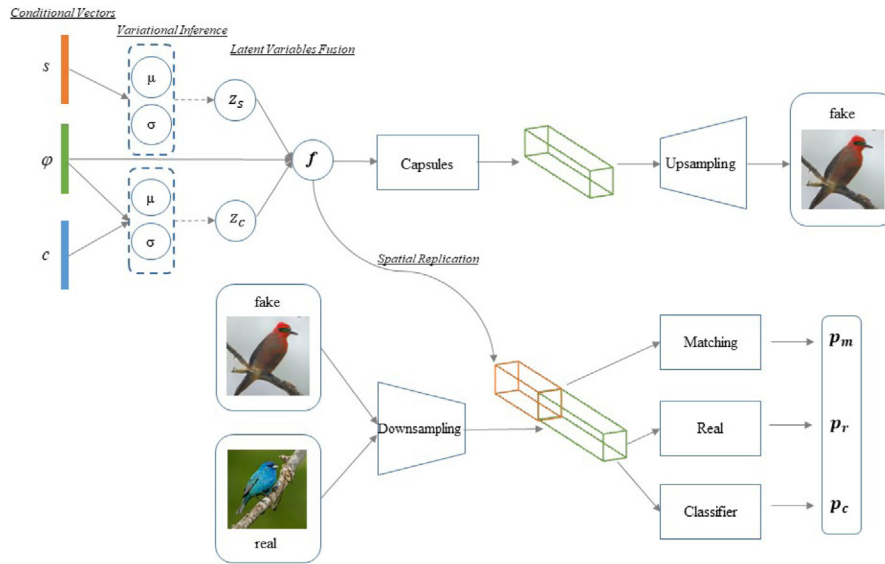 Conditional Vectors
Variational Inference
Latent Variables Fusion
s
μ
σ
z_s
φ
f
Capsules
Upsampling
fake
μ
σ
z_c
c
Spatial Replication
fake
Downsampling
real
Matching
p_m
Real
p_r
Classifier
p_c